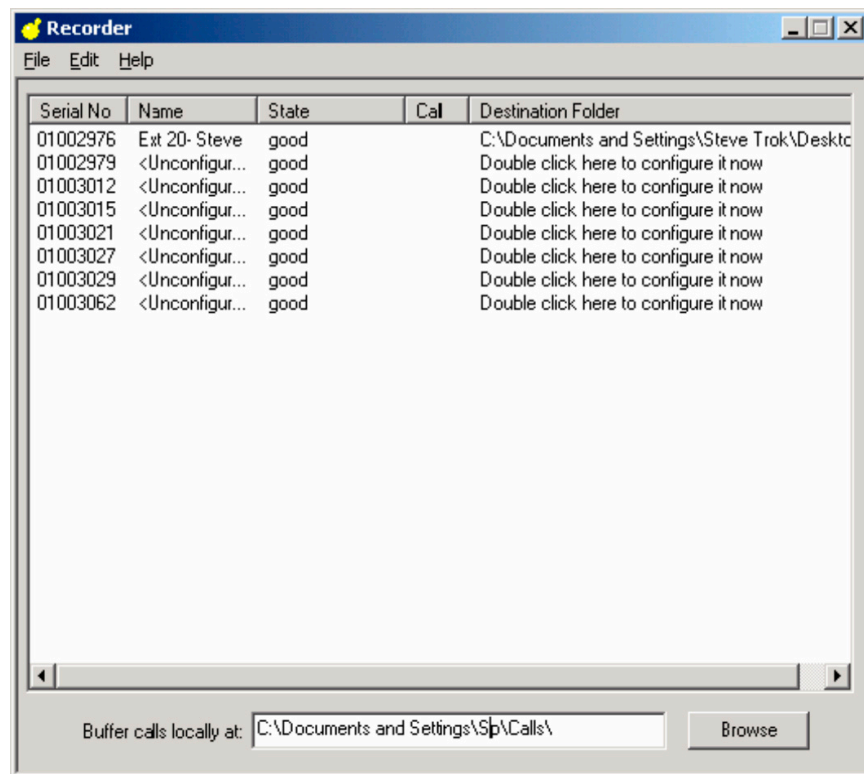 Recorder
File Edit Help
Serial No Name State Call Destination Folder
01002976 Ext 20- Steve good C:\Documents and Settings\Steve Trok\Deskto
01002979 <Unconfigur... good Double click here to configure it now
01003012 <Unconfigur... good Double click here to configure it now
01003015 <Unconfigur... good Double click here to configure it now
01003021 <Unconfigur... good Double click here to configure it now
01003027 <Unconfigur... good Double click here to configure it now
01003029 <Unconfigur... good Double click here to configure it now
01003062 <Unconfigur... good Double click here to configure it now
Buffer calls locally at: C:\Documents and Settings\Sp\Calls\ Browse